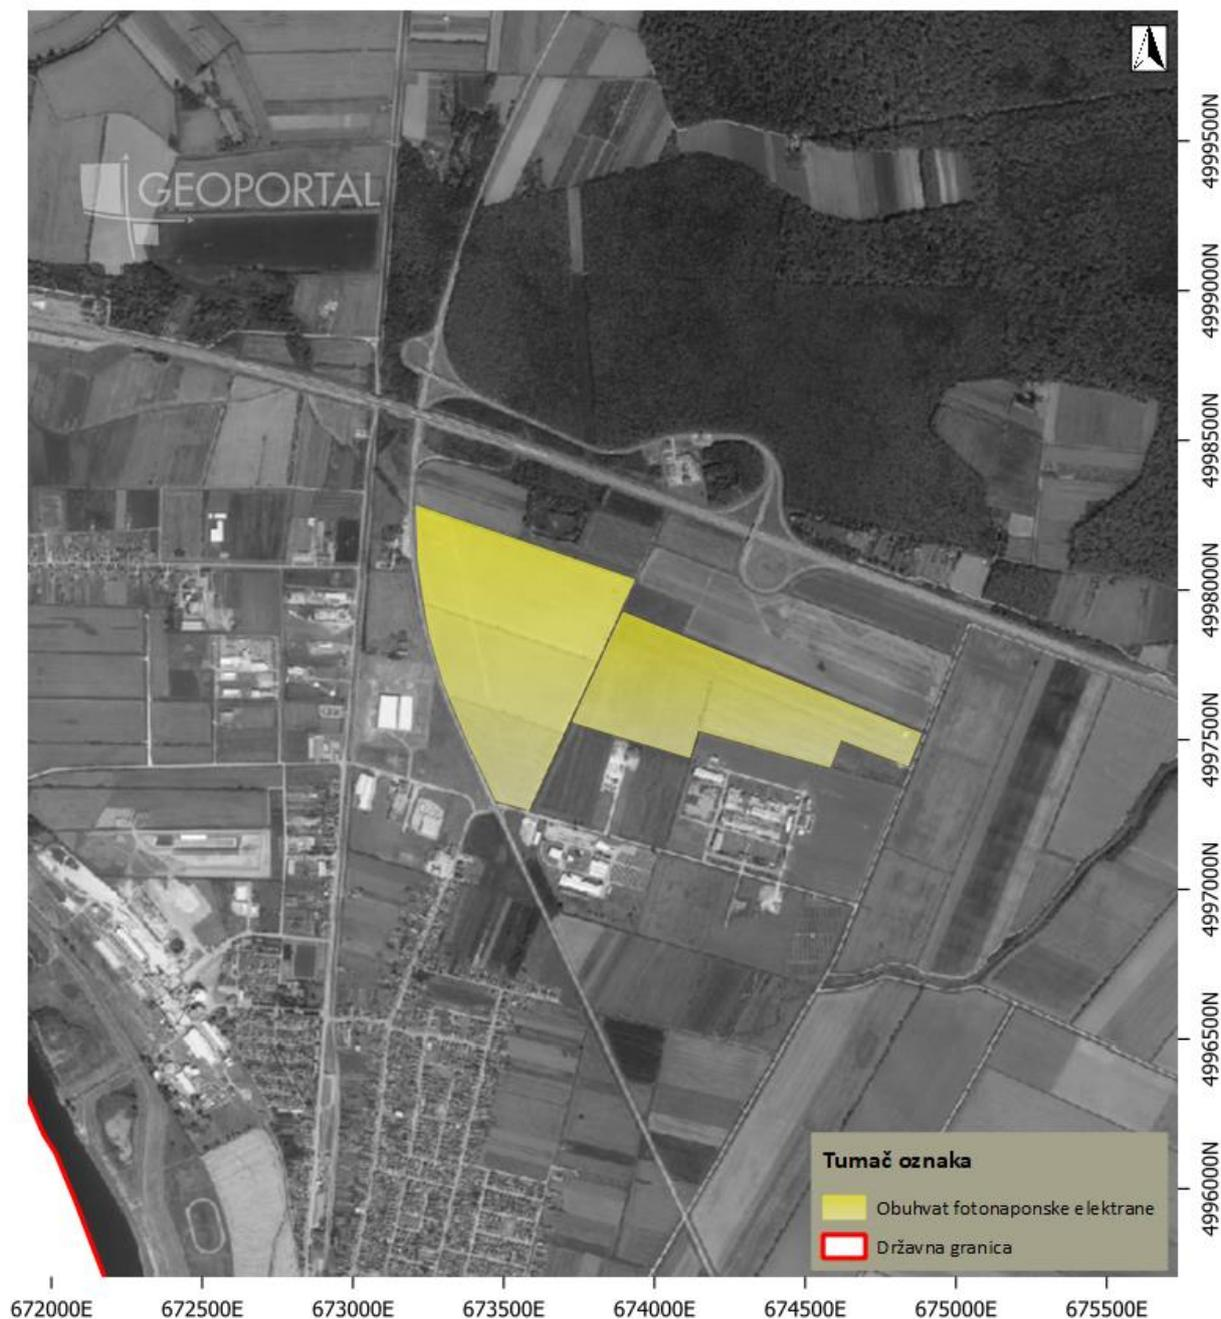 GEOPORTAL
4999500N
4999000N
4998500N
4998000N
4997500N
4997000N
4996500N
4996000N
Tumač oznaka
Obuhvat fotonaponske elektrane
Državna granica
672000E 672500E 673000E 673500E 674000E 674500E 675000E 675500E